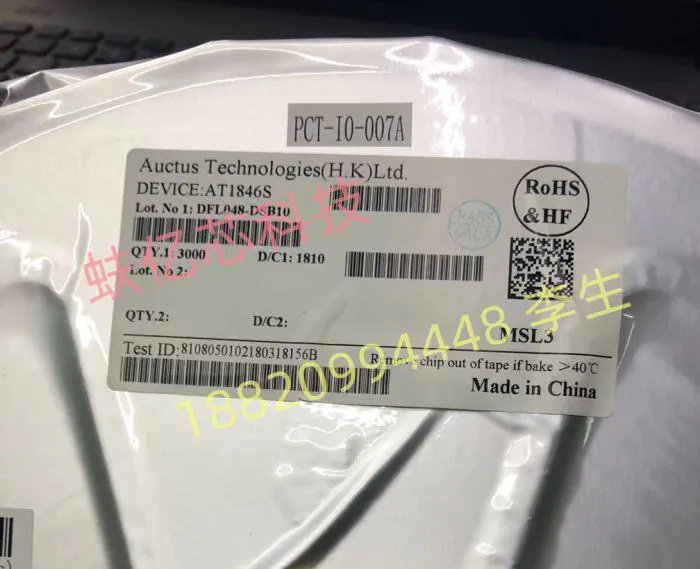 PCT-I0-007A
Auctus Technologies(H.K)Ltd.
DEVICE:AT1846S
Lot. No 1: DFL048-DSB10
QTY.1: 3000 D/C1: 1810
Lot. No 2:
QTY.2: D/C2:
RoHS
& HF
MSL3
Test ID:8108050102180318156B
Remove chip out of tape if bake >40℃
Made in China
蚨亿芯科技
18820994448 李生